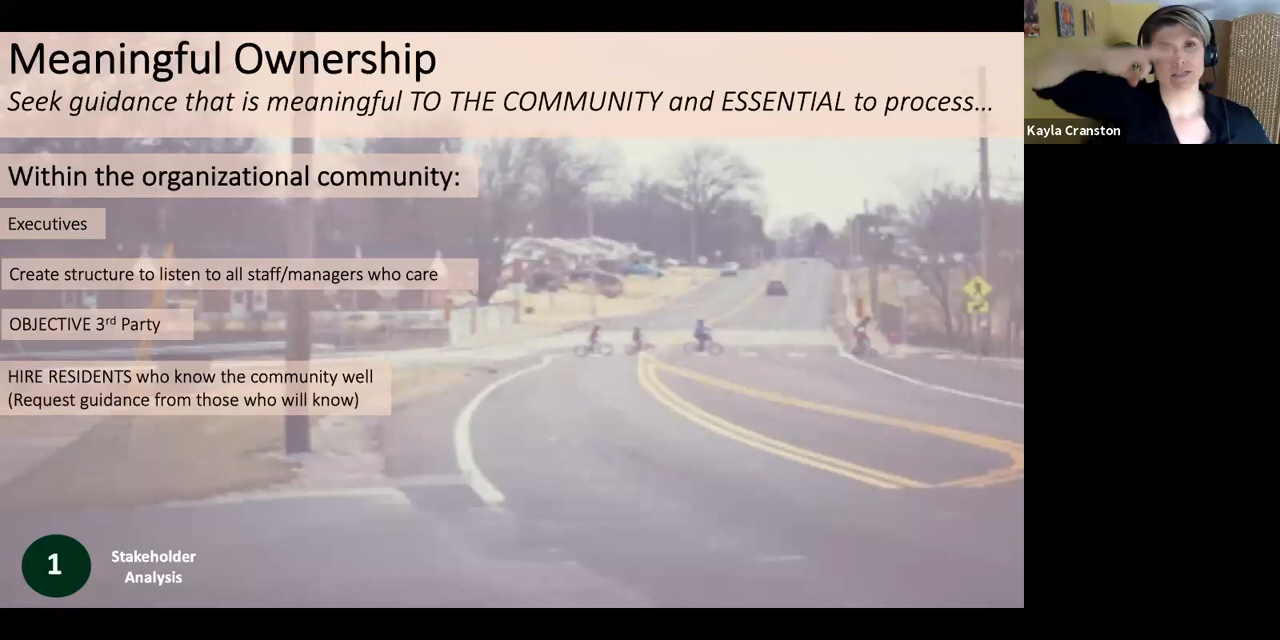 Meaningful Ownership
Seek guidance that is meaningful TO THE COMMUNITY and ESSENTIAL to process...
Kayla Cranston
Within the organizational community:
Executives
Create structure to listen to all staff/managers who care
OBJECTIVE 3rd Party
HIRE RESIDENTS who know the community well
(Request guidance from those who will know)
1
Stakeholder
Analysis